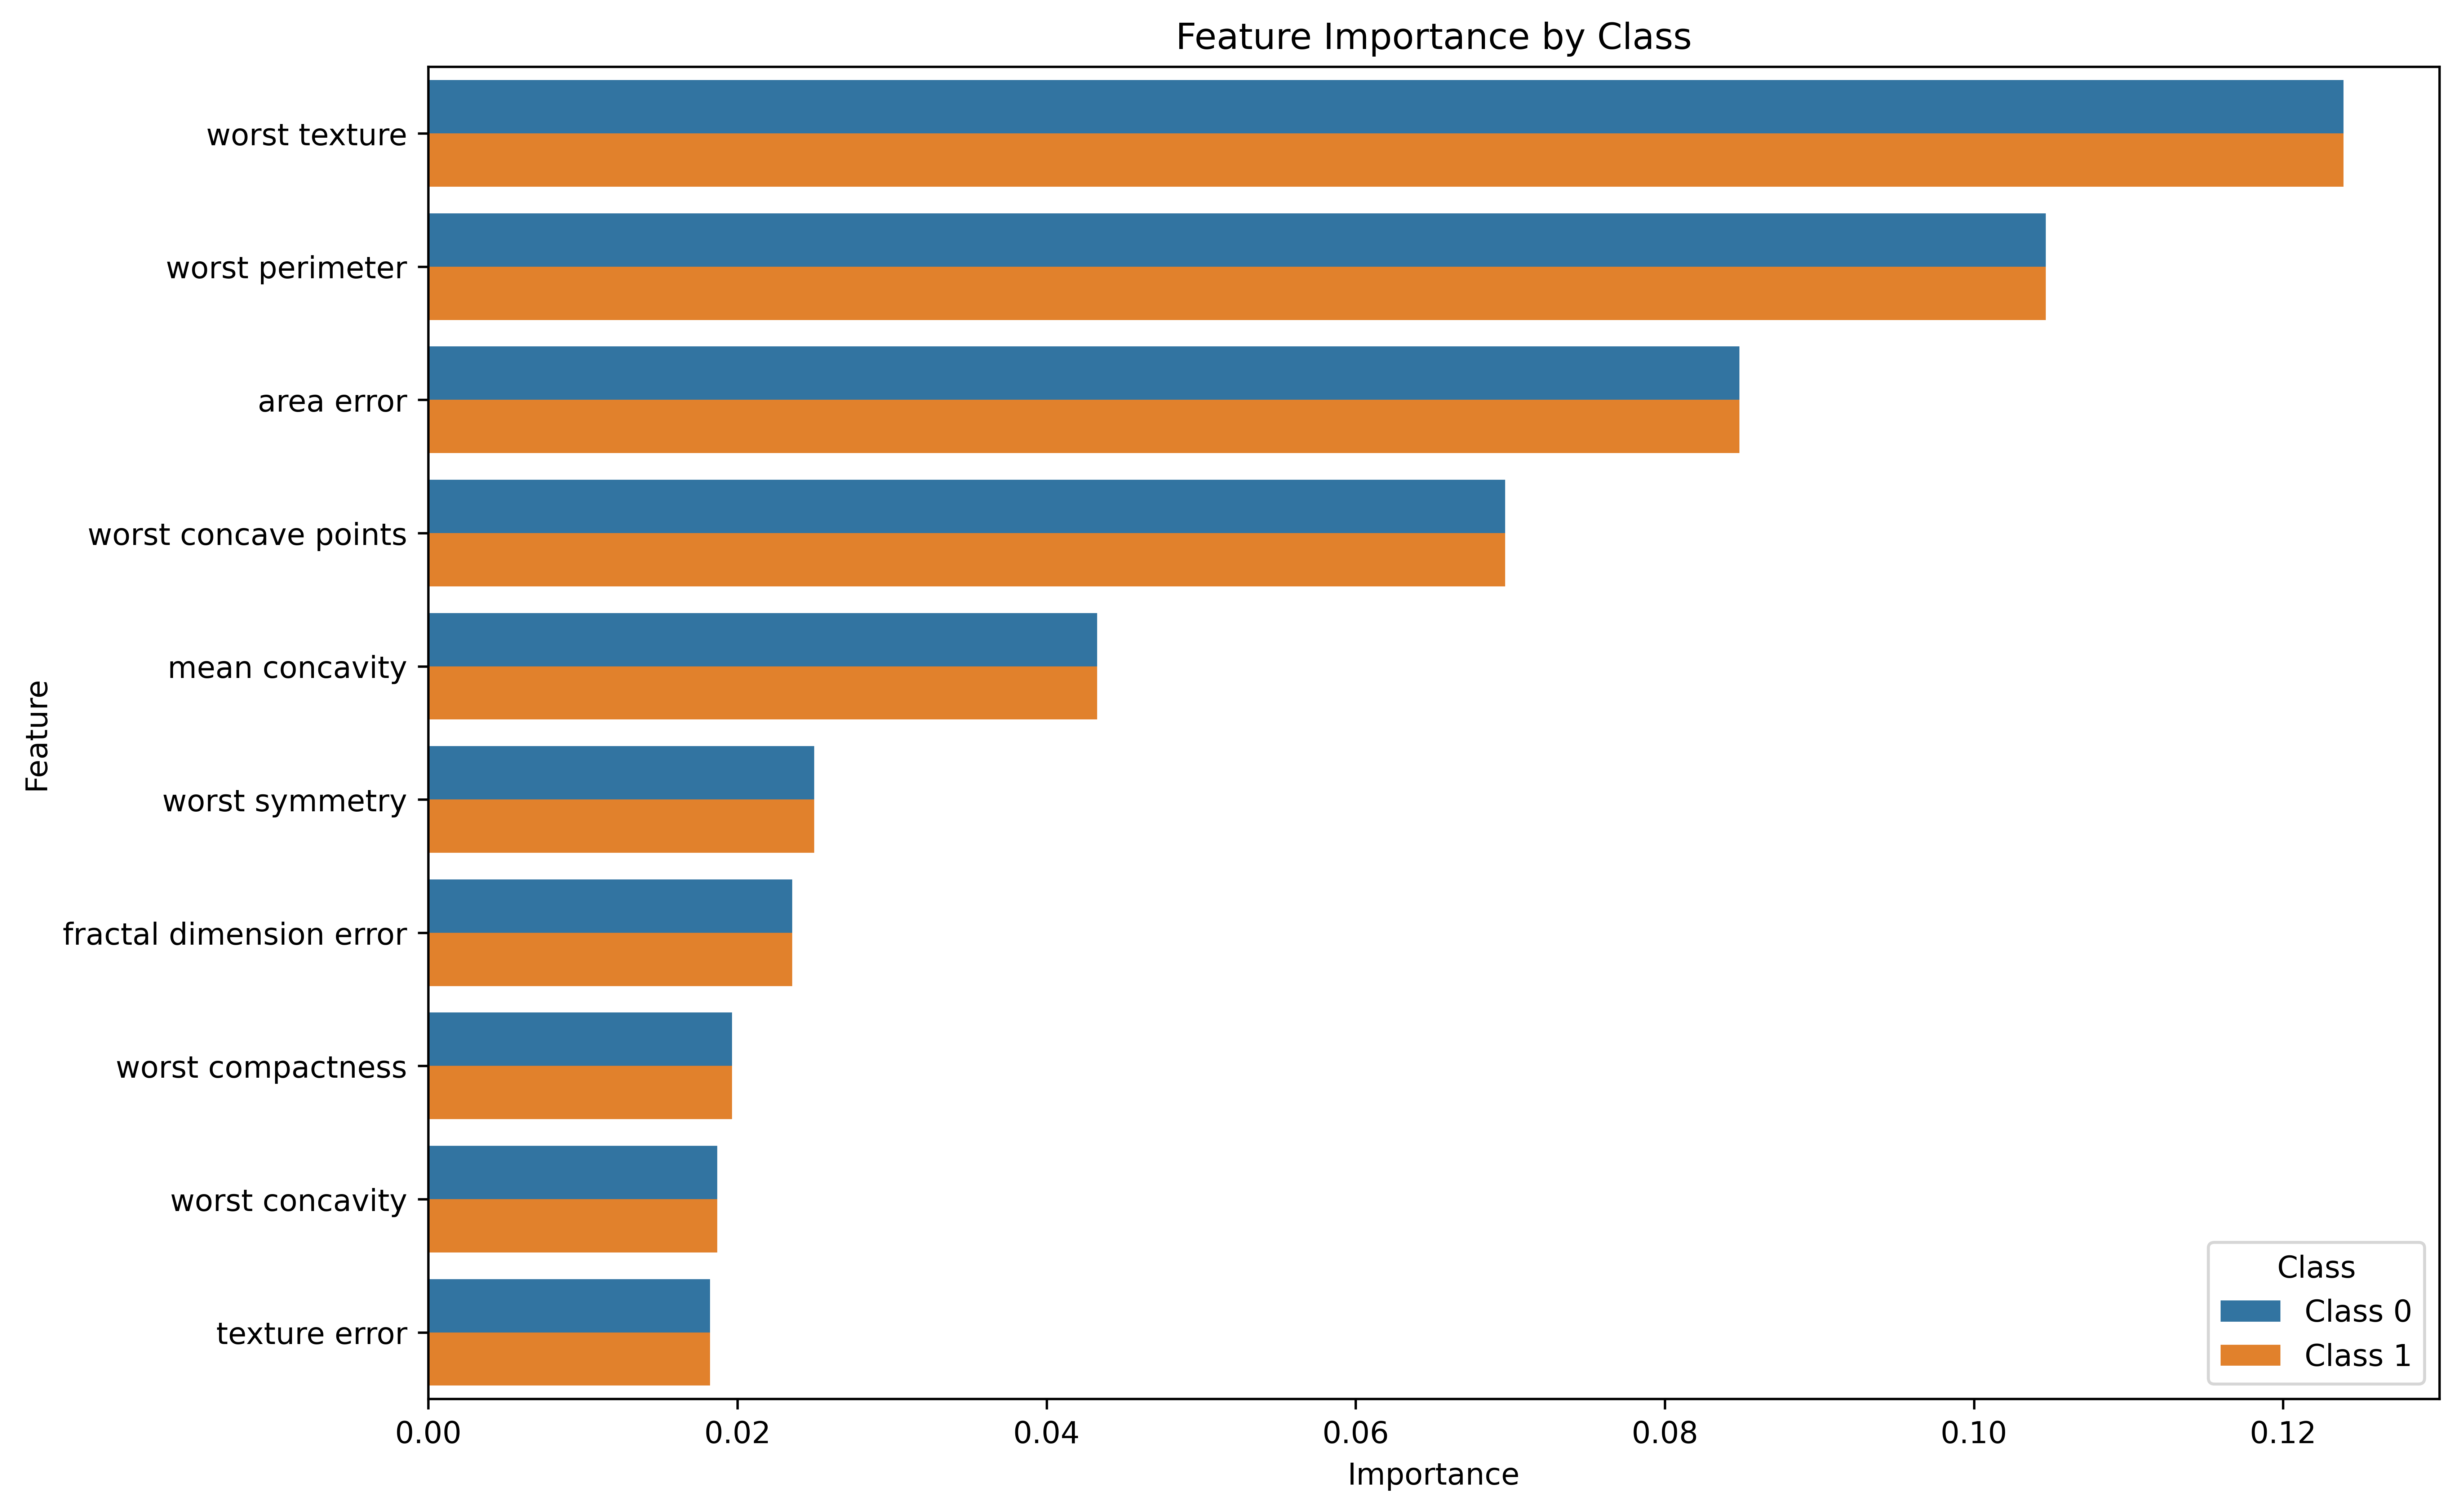 Feature Importance by Class
worst texture
worst perimeter
area error
worst concave points
mean concavity
worst symmetry
fractal dimension error
worst compactness
worst concavity
texture error
Feature
0.00 0.02 0.04 0.06 0.08 0.10 0.12
Importance
Class
Class 0
Class 1